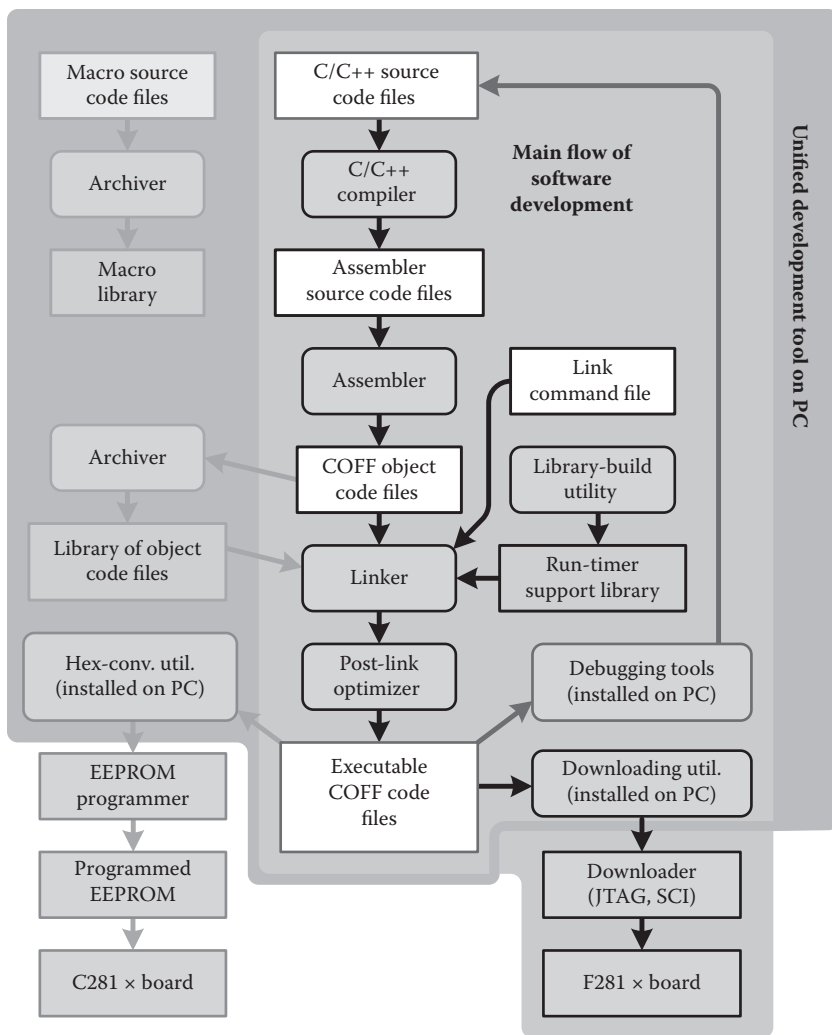 Macro source
code files
C/C++ source
code files
Archiver
C/C++
compiler
Main flow of
software
development
Unified development tool on PC
Macro
library
Assembler
source code files
Assembler
Link
command file
Archiver
COFF object
code files
Library-build
utility
Library of object
code files
Linker
Run-timer
support library
Hex-conv. util.
(installed on PC)
Post-link
optimizer
Debugging tools
(installed on PC)
EEPROM
programmer
Executable
COFF code
files
Downloading util.
(installed on PC)
Programmed
EEPROM
Downloader
(JTAG, SCI)
C281 × board
F281 × board